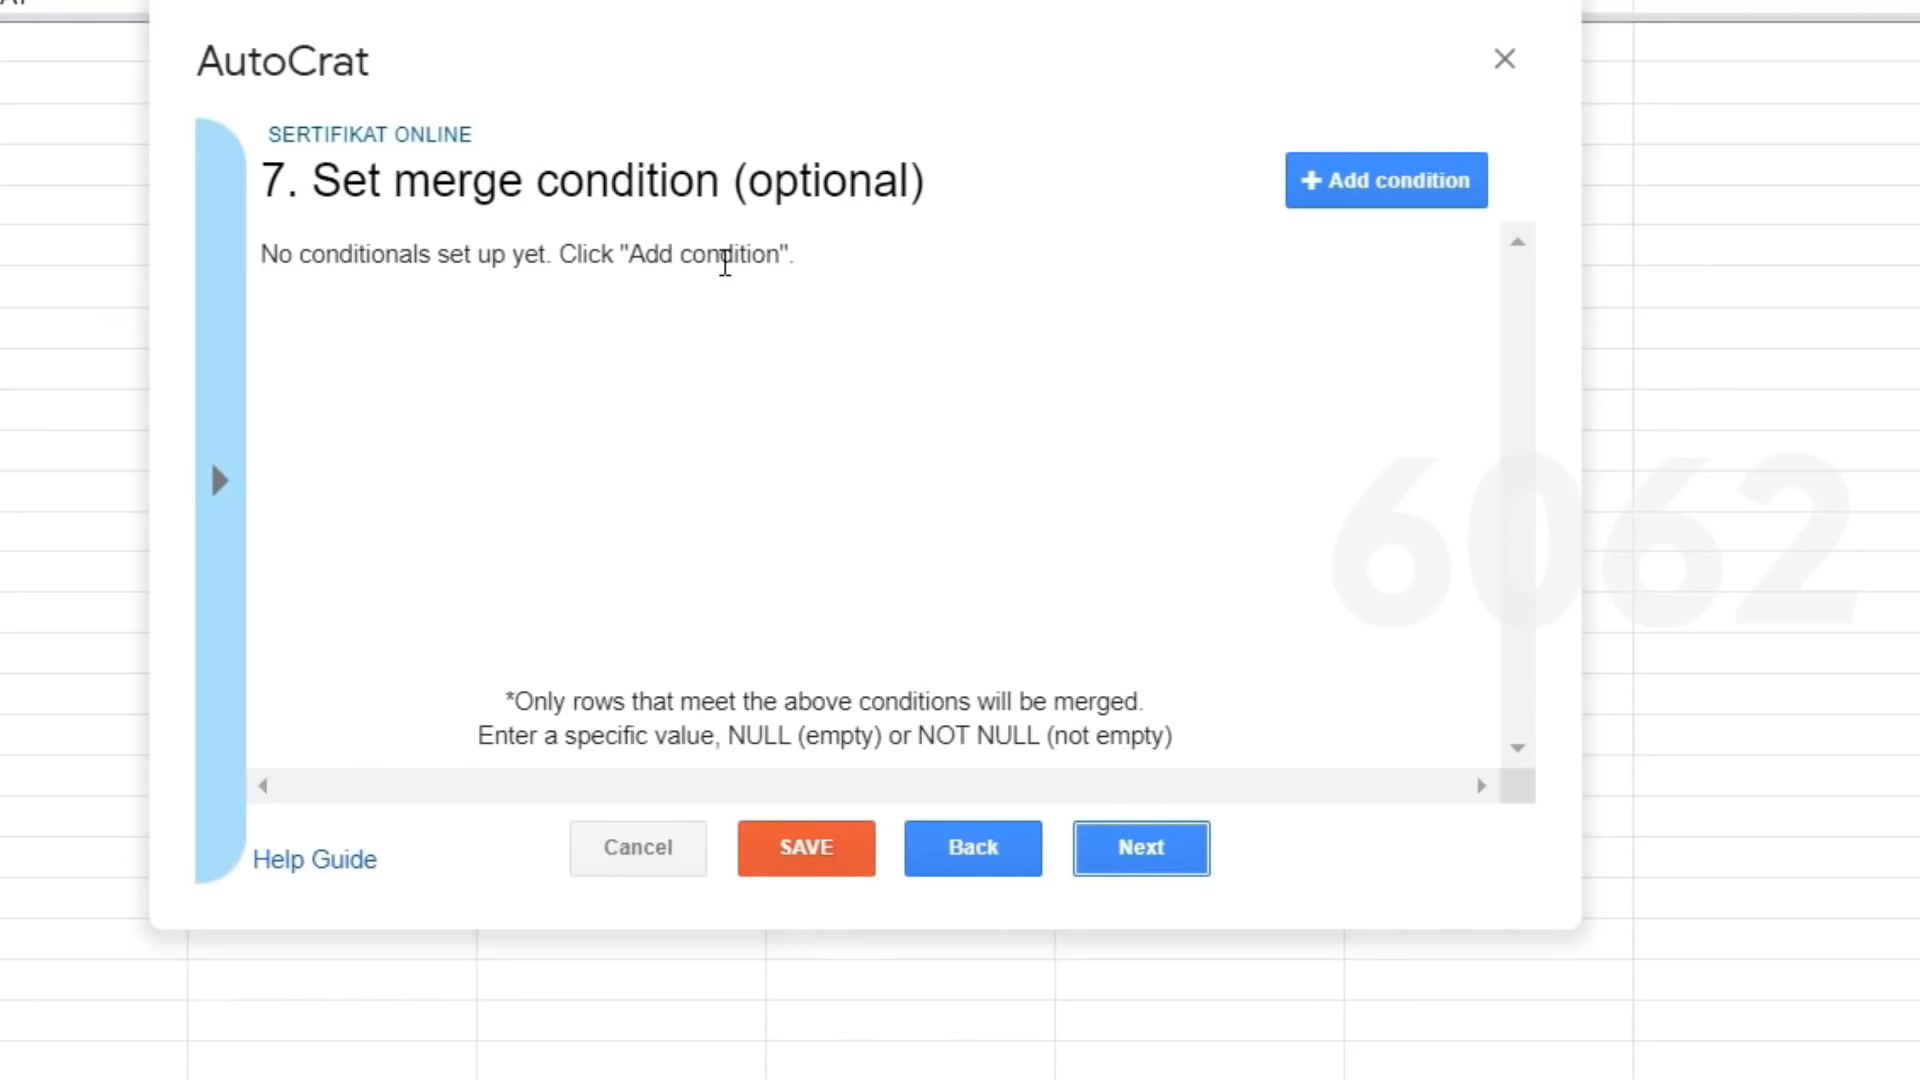 AutoCrat
SERTIFIKAT ONLINE
7. Set merge condition (optional)
+ Add condition
No conditionals set up yet. Click "Add condition".
6062
*Only rows that meet the above conditions will be merged.
Enter a specific value, NULL (empty) or NOT NULL (not empty)
Help Guide
Cancel
SAVE
Back
Next